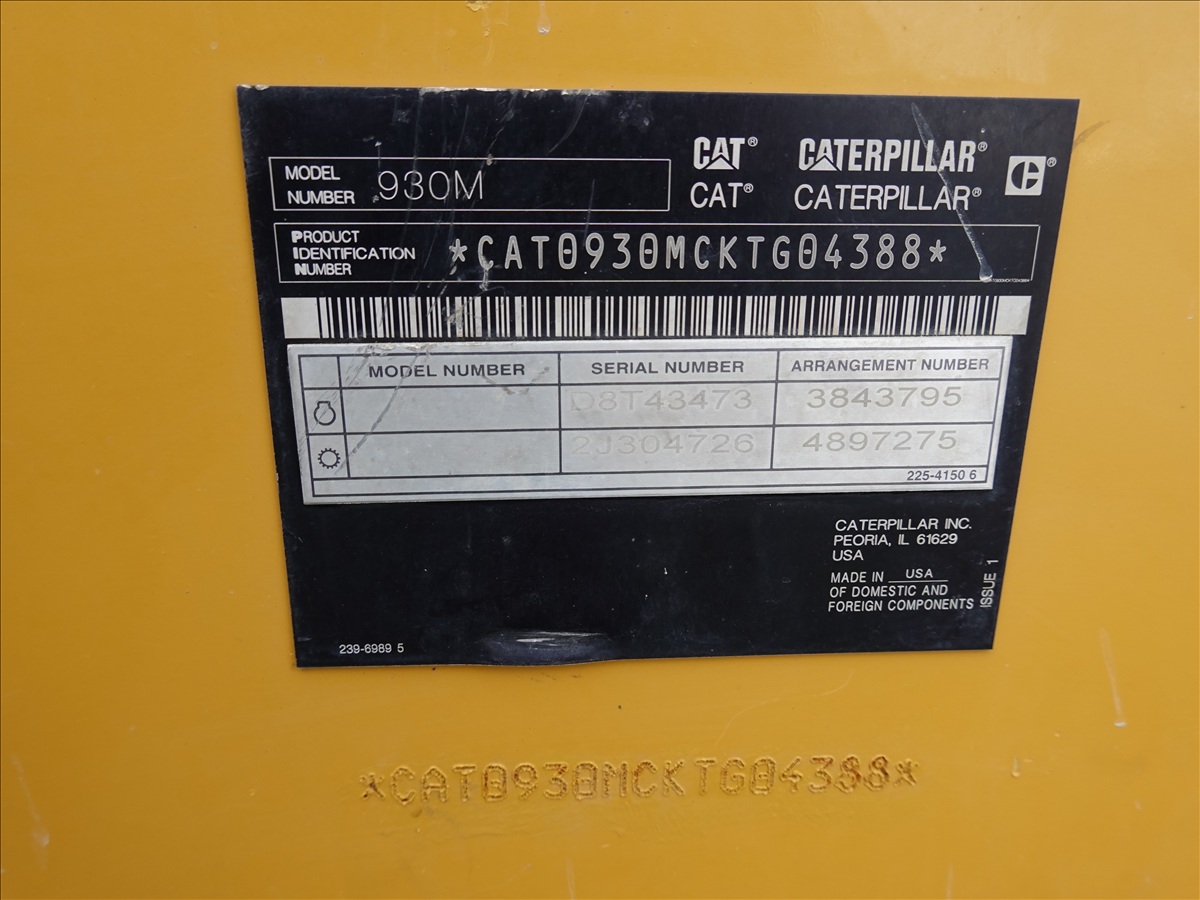 CAT® CATERPILLAR®
MODEL NUMBER 930M CAT® CATERPILLAR®
PRODUCT IDENTIFICATION NUMBER *CAT0930MCKTG04388*
MODEL NUMBER SERIAL NUMBER ARRANGEMENT NUMBER
D8T43473 3843795
2J304726 4897275
225-4150 6
CATERPILLAR INC.
PEORIA, IL 61629
USA
MADE IN USA
OF DOMESTIC AND
FOREIGN COMPONENTS
ISSUE 1
239-6989 5
*CAT0930MCKTG04388*